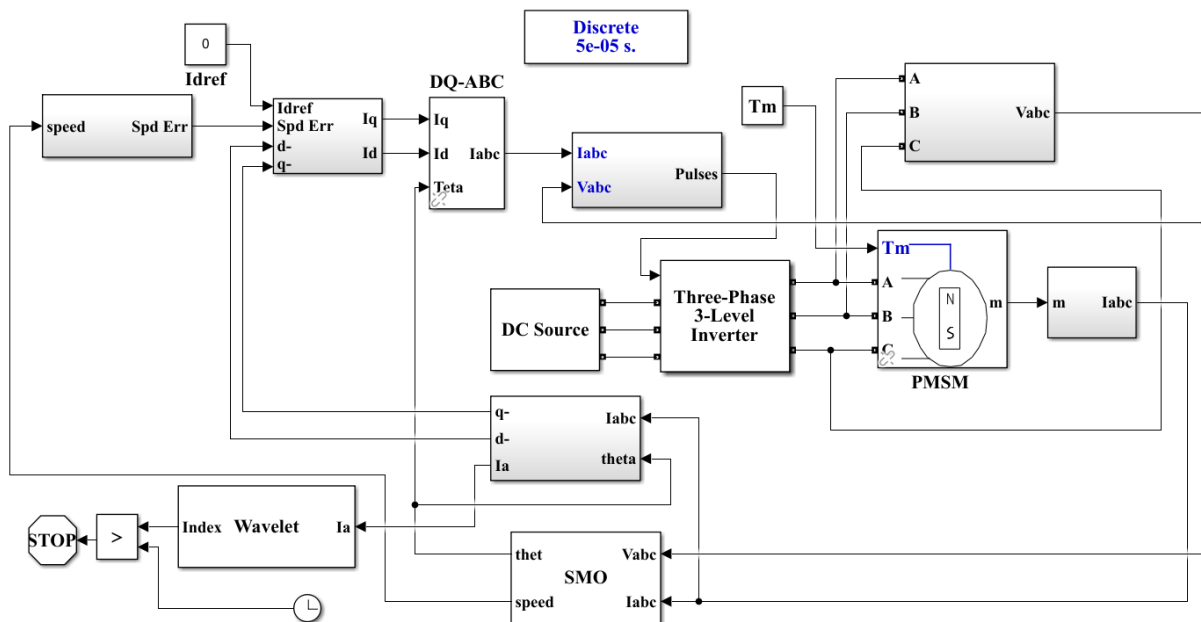 Discrete
5e-05 s.
0
Idref
DQ-ABC
speed
Spd Err
Idref
Spd Err
d-
q-
Iq
Id
Iq
Id
Teta
Iabc
Iabc
Vabc
Pulses
Tm
A
B
C
Vabc
DC Source
Three-Phase
3-Level
Inverter
Tm
A
B
C
N
S
m
PMSM
m
Iabc
q-
d-
Ia
Iabc
theta
STOP
>
Index
Wavelet
Ia
thet
speed
SMO
Vabc
Iabc